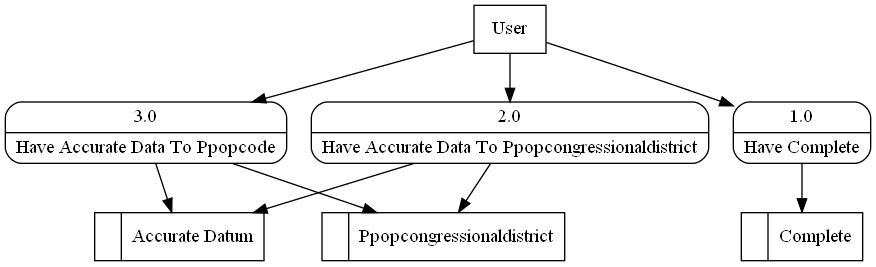 User
3.0
Have Accurate Data To Ppopcode
2.0
Have Accurate Data To Ppopcongressionaldistrict
1.0
Have Complete
Accurate Datum
Ppopcongressionaldistrict
Complete